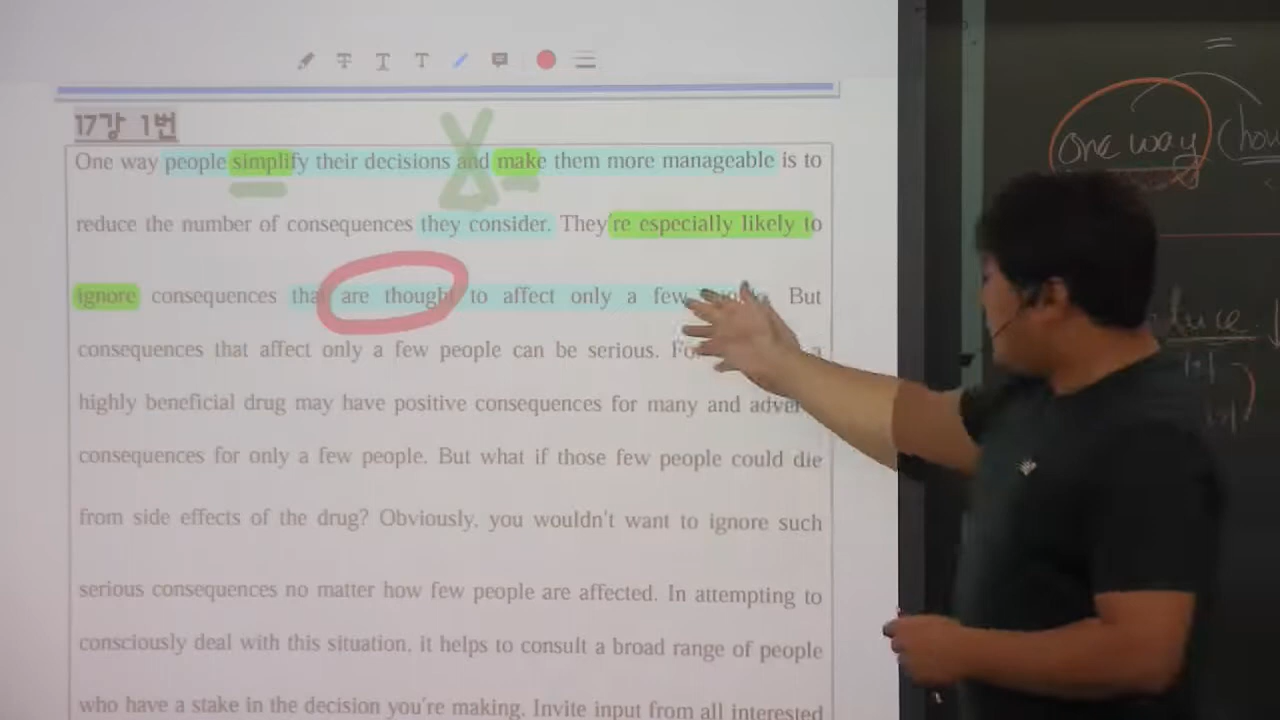 17강 1번
One way people simplify their decisions and make them more manageable is to
reduce the number of consequences they consider. They're especially likely to
ignore consequences that are thought to affect only a few But
consequences that affect only a few people can be serious. a
highly beneficial drug may have positive consequences for many and
consequences for only a few people. But what if those few people could die
from side effects of the drug? Obviously, you wouldn't want to ignore such
serious consequences no matter how few people are affected. In attempting to
consciously deal with this situation, it helps to consult a broad range of people
who have a stake in the decision you're making. Invite input from all interested
one way